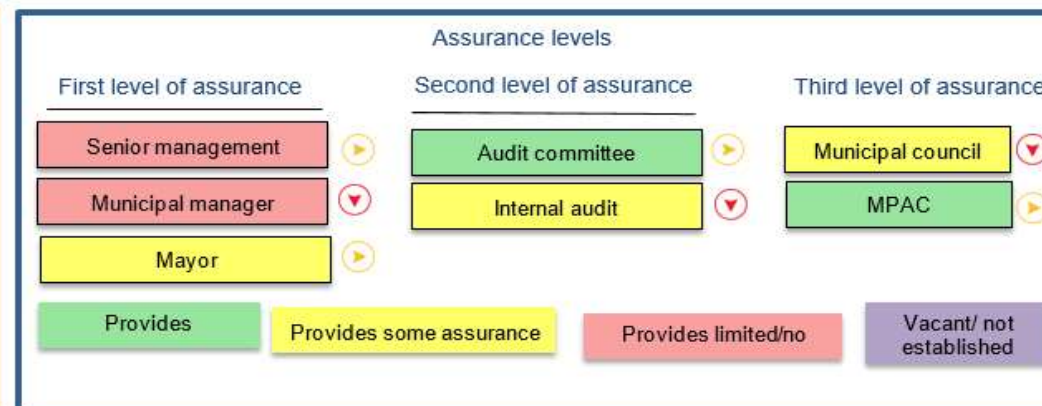 Assurance levels
First level of assurance
Second level of assurance
Third level of assurance
Senior management
Audit committee
Municipal council
Municipal manager
Internal audit
MPAC
Mayor
Provides
Provides some assurance
Provides limited/no
Vacant/ not
established